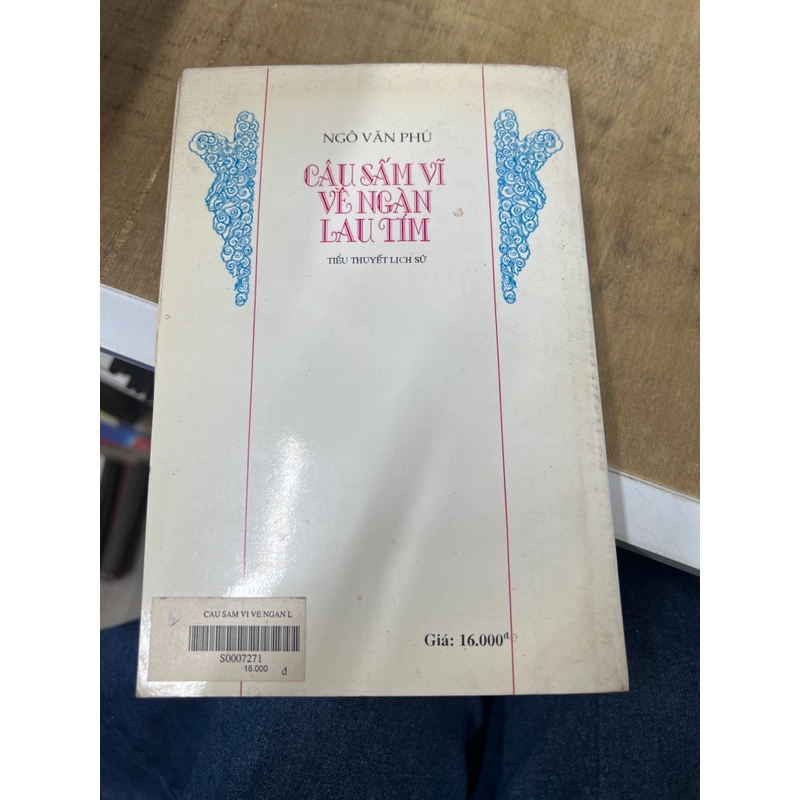 NGÔ VĂN PHÚ
CÂU SẤM VĨ
VỀ NGÀN
LAU TÍM
TIỂU THUYẾT LỊCH SỬ
CAU SAM VI VE NGAN L
S0007271
16.000 đ
Giá: 16.000đ